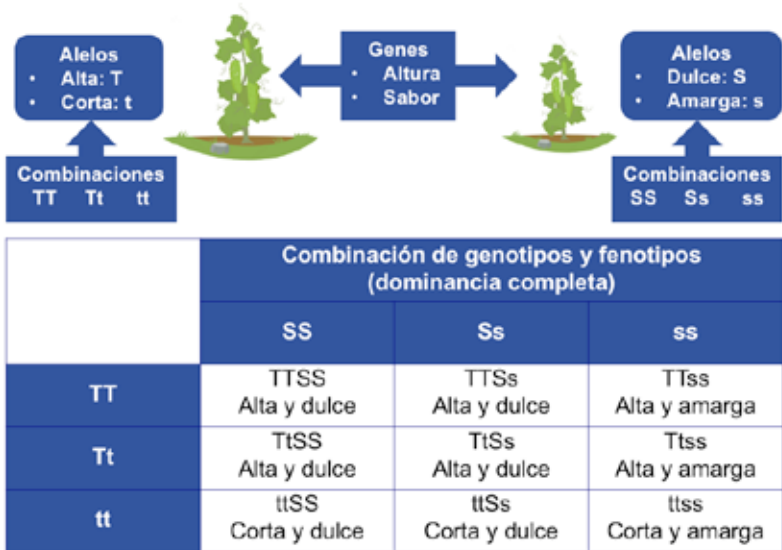 Alelos
• Alta: T
• Corta: t
Combinaciones
TT Tt tt
Genes
• Altura
• Sabor
Alelos
• Dulce: S
• Amarga: s
Combinaciones
SS Ss ss
Combinación de genotipos y fenotipos
(dominancia completa)
SS Ss ss
TT
TTSS
Alta y dulce
TTSs
Alta y dulce
TTss
Alta y amarga
Tt
TtSS
Alta y dulce
TtSs
Alta y dulce
Ttss
Alta y amarga
tt
ttSS
Corta y dulce
ttSs
Corta y dulce
ttss
Corta y amarga